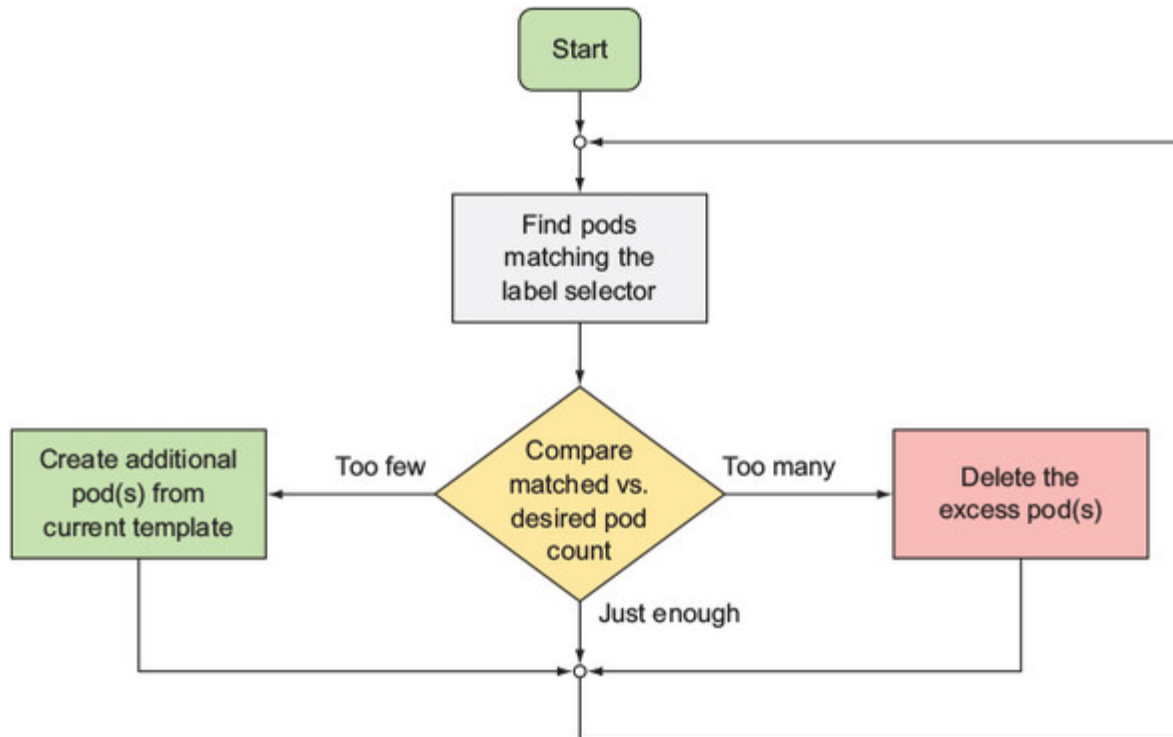 Start
Find pods
matching the
label selector
Compare
matched vs.
desired pod
count
Too few
Create additional
pod(s) from
current template
Too many
Delete the
excess pod(s)
Just enough